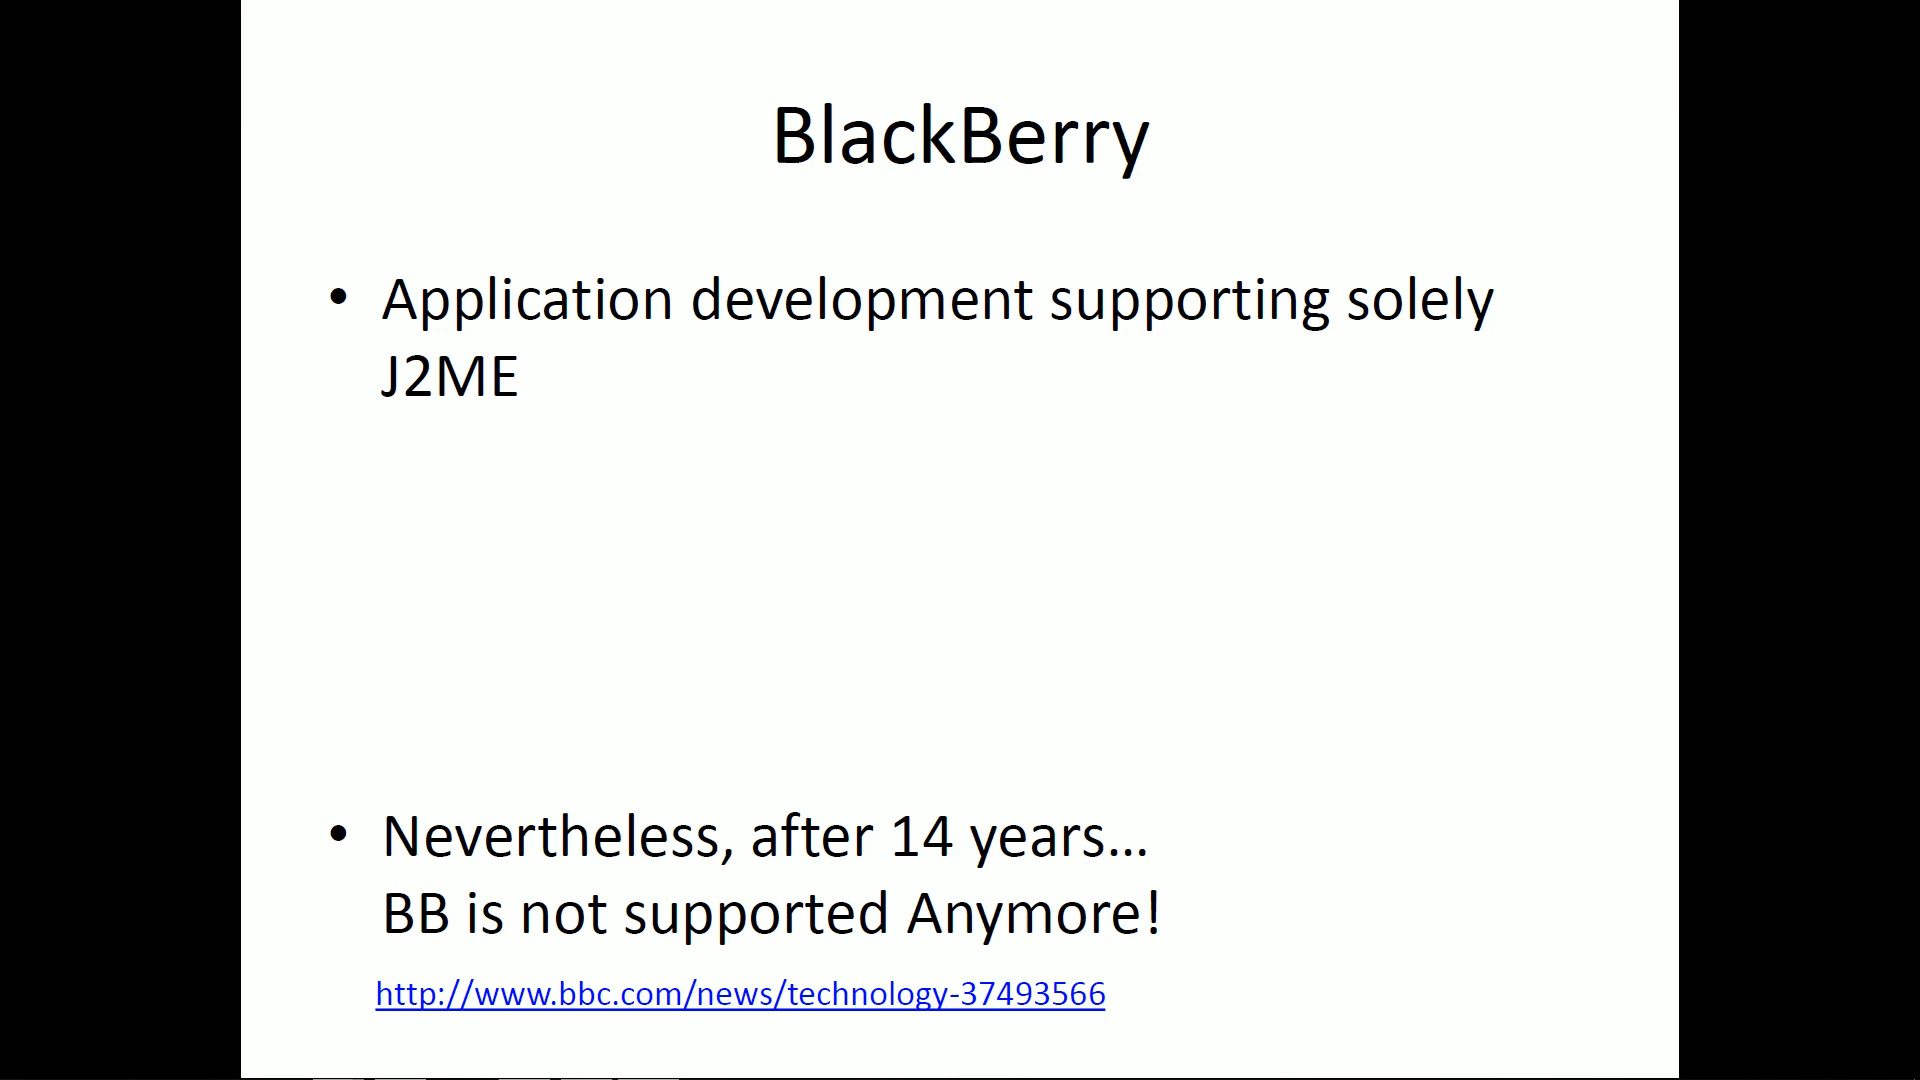 BlackBerry
• Application development supporting solely
J2ME
• Nevertheless, after 14 years...
BB is not supported Anymore!
http://www.bbc.com/news/technology-37493566